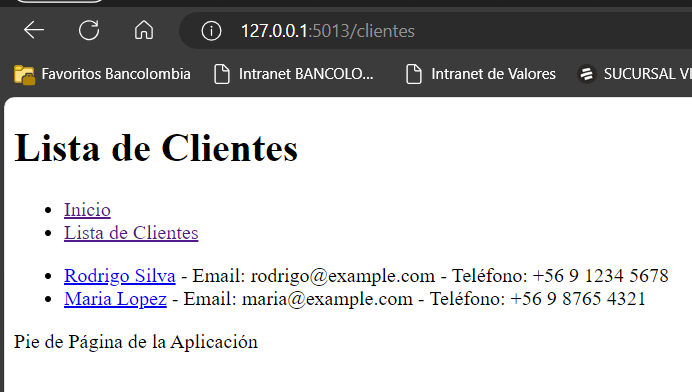 127.0.0.1:5013/clientes
Favoritos Bancolombia Intranet BANCOLO... Intranet de Valores SUCURSAL VI
Lista de Clientes
Inicio
Lista de Clientes
Rodrigo Silva - Email: rodrigo@example.com - Teléfono: +56 9 1234 5678
Maria Lopez - Email: maria@example.com - Teléfono: +56 9 8765 4321
Pie de Página de la Aplicación